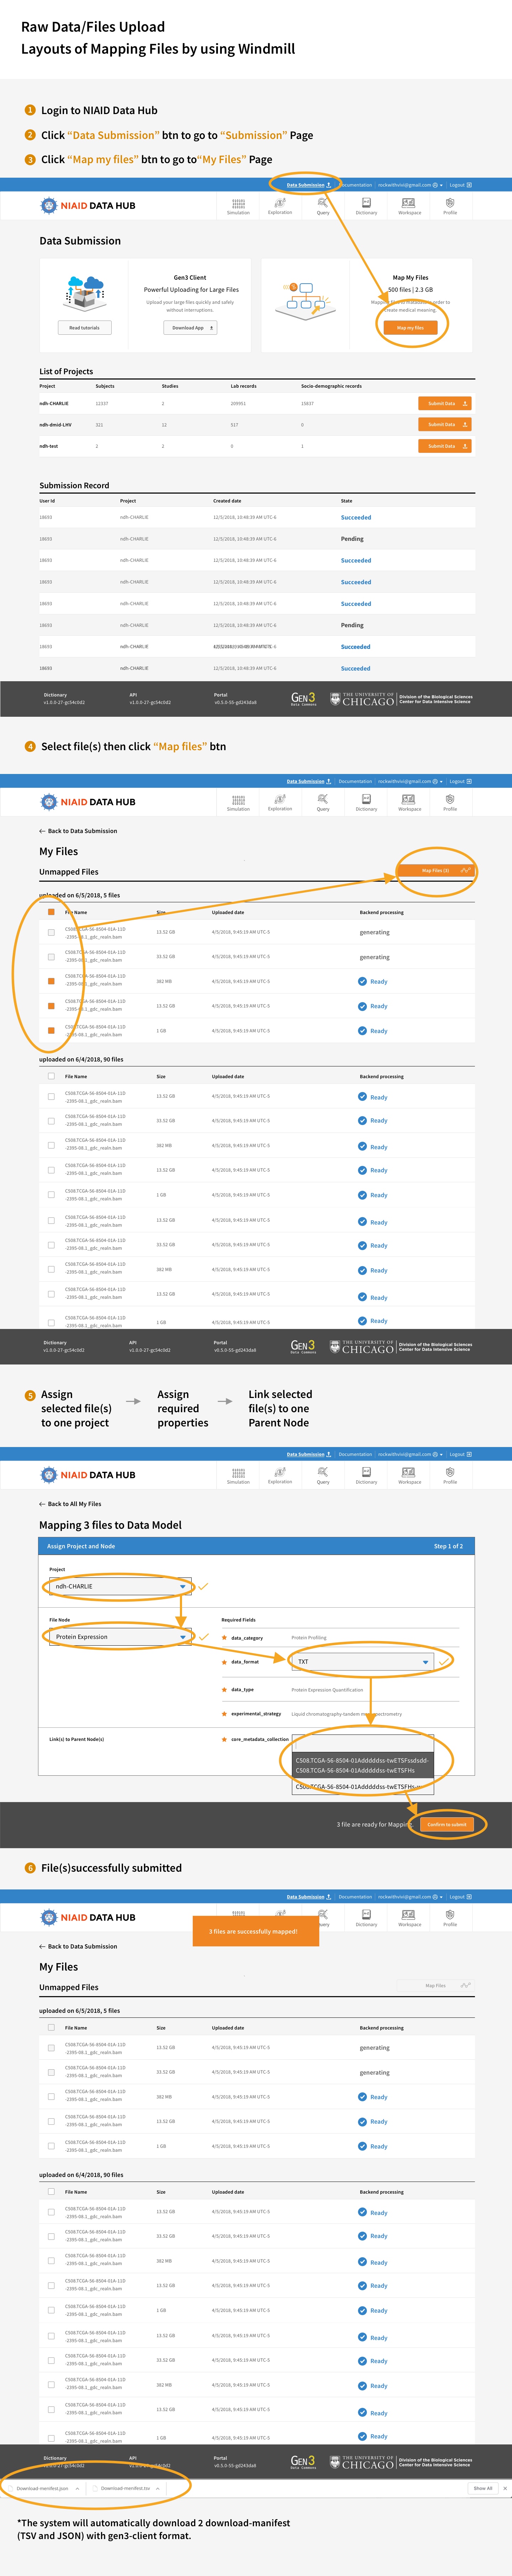 Raw Data/Files Upload
Layouts of Mapping Files by using Windmill
1 Login to NIAID Data Hub
2 Click “Data Submission” btn to go to “Submission” Page
3 Click “Map my files” btn to go to“My Files” Page
Data Submission Documentation rockwithvivi@gmail.com Logout
NIAID DATA HUB Simulation Exploration Query Dictionary Workspace Profile
Data Submission
Gen3 Client
Powerful Uploading for Large Files
Upload your large files quickly and safely
without interruptions.
Read tutorials
Download App
Map My Files
500 files | 2.3 GB
create medical meaning.
Map my files
List of Projects
Project Subjects Studies Lab records Socio-demographic records
ndh-CHARLIE 12337 2 209901 15837 Submit Data
ndh-dmid-LHV 321 12 517 0 Submit Data
ndh-test 2 2 0 1 Submit Data
Submission Record
User Id Project Created date State
18693 ndh-CHARLIE 12/5/2018, 10:48:39 AM UTC-6 Succeeded
18693 ndh-CHARLIE 12/5/2018, 10:48:39 AM UTC-6 Pending
18693 ndh-CHARLIE 12/5/2018, 10:48:39 AM UTC-6 Succeeded
18693 ndh-CHARLIE 12/5/2018, 10:48:39 AM UTC-6 Succeeded
18693 ndh-CHARLIE 12/5/2018, 10:48:39 AM UTC-6 Succeeded
18693 ndh-CHARLIE 12/5/2018, 10:48:39 AM UTC-6 Pending
18693 ndh-CHARLIE Succeeded
18693 ndh-CHARLIE 12/5/2018, 10:48:39 AM UTC-6 Succeeded
Dictionary API Portal
v1.0.0-27-gc54c0d2 v1.0.0-27-gc54c0d2 v0.5.0-55-gd243da8
GEN3 Data Commons
THE UNIVERSITY OF CHICAGO
Division of the Biological Sciences
Center for Data Intensive Science
4 Select file(s) then click “Map files” btn
Data Submission Documentation rockwithvivi@gmail.com Logout
NIAID DATA HUB Simulation Exploration Query Dictionary Workspace Profile
← Back to Data Submission
My Files
Unmapped Files
Map Files (3)
uploaded on 6/5/2018, 5 files
File Name Size Uploaded date Backend processing
C508.TCGA-56-8504-01A-11D 13.52 GB 4/5/2018, 9:45:19 AM UTC-5 generating
-2395-08.1_gdc_realn.bam
C508.TCGA-56-8504-01A-11D 33.52 GB 4/5/2018, 9:45:19 AM UTC-5 generating
-2395-08.1_gdc_realn.bam
C508.TCGA-56-8504-01A-11D 382 MB 4/5/2018, 9:45:19 AM UTC-5 Ready
-2395-08.1_gdc_realn.bam
C508.TCGA-56-8504-01A-11D 13.52 GB 4/5/2018, 9:45:19 AM UTC-5 Ready
-2395-08.1_gdc_realn.bam
C508.TCGA-56-8504-01A-11D 1 GB 4/5/2018, 9:45:19 AM UTC-5 Ready
-2395-08.1_gdc_realn.bam
uploaded on 6/4/2018, 90 files
File Name Size Uploaded date Backend processing
C508.TCGA-56-8504-01A-11D 13.52 GB 4/5/2018, 9:45:19 AM UTC-5 Ready
-2395-08.1_gdc_realn.bam
C508.TCGA-56-8504-01A-11D 33.52 GB 4/5/2018, 9:45:19 AM UTC-5 Ready
-2395-08.1_gdc_realn.bam
C508.TCGA-56-8504-01A-11D 382 MB 4/5/2018, 9:45:19 AM UTC-5 Ready
-2395-08.1_gdc_realn.bam
C508.TCGA-56-8504-01A-11D 13.52 GB 4/5/2018, 9:45:19 AM UTC-5 Ready
-2395-08.1_gdc_realn.bam
C508.TCGA-56-8504-01A-11D 1 GB 4/5/2018, 9:45:19 AM UTC-5 Ready
-2395-08.1_gdc_realn.bam
C508.TCGA-56-8504-01A-11D 13.52 GB 4/5/2018, 9:45:19 AM UTC-5 Ready
-2395-08.1_gdc_realn.bam
C508.TCGA-56-8504-01A-11D 33.52 GB 4/5/2018, 9:45:19 AM UTC-5 Ready
-2395-08.1_gdc_realn.bam
C508.TCGA-56-8504-01A-11D 382 MB 4/5/2018, 9:45:19 AM UTC-5 Ready
-2395-08.1_gdc_realn.bam
C508.TCGA-56-8504-01A-11D 13.52 GB 4/5/2018, 9:45:19 AM UTC-5 Ready
-2395-08.1_gdc_realn.bam
C508.TCGA-56-8504-01A-11D 1 GB 4/5/2018, 9:45:19 AM UTC-5 Ready
-2395-08.1_gdc_realn.bam
Dictionary API Portal
v1.0.0-27-gc54c0d2 v1.0.0-27-gc54c0d2 v0.5.0-55-gd243da8
GEN3 Data Commons
THE UNIVERSITY OF CHICAGO
Division of the Biological Sciences
Center for Data Intensive Science
5 Assign selected file(s) to one project → Assign required properties → Link selected file(s) to one Parent Node
Data Submission Documentation rockwithvivi@gmail.com Logout
NIAID DATA HUB Simulation Exploration Query Dictionary Workspace Profile
← Back to All My Files
Mapping 3 files to Data Model
Assign Project and Node Step 1 of 2
Project
ndh-CHARLIE
File Node Required Fields
Protein Expression
data_category Protein Profiling
data_format TXT
data_type Protein Expression Quantification
experimental_strategy Liquid chromatography-tandem
Link(s) to Parent Node(s) core_metadata_collection
C508.TCGA-56-8504-01Adddddss-twETSFssdsdd-
C508.TCGA-56-8504-01Adddddss-twETSFHs
3 file are ready for Mapping. Confirm to submit
6 File(s)successfully submitted
Data Submission Documentation rockwithvivi@gmail.com Logout
NIAID DATA HUB Dictionary Workspace Profile
3 files are successfully mapped!
← Back to Data Submission
My Files
Unmapped Files
Map Files
uploaded on 6/5/2018, 5 files
File Name Size Uploaded date Backend processing
C508.TCGA-56-8504-01A-11D 13.52 GB 4/5/2018, 9:45:19 AM UTC-5 generating
-2395-08.1_gdc_realn.bam
C508.TCGA-56-8504-01A-11D 33.52 GB 4/5/2018, 9:45:19 AM UTC-5 generating
-2395-08.1_gdc_realn.bam
C508.TCGA-56-8504-01A-11D 382 MB 4/5/2018, 9:45:19 AM UTC-5 Ready
-2395-08.1_gdc_realn.bam
C508.TCGA-56-8504-01A-11D 13.52 GB 4/5/2018, 9:45:19 AM UTC-5 Ready
-2395-08.1_gdc_realn.bam
C508.TCGA-56-8504-01A-11D 1 GB 4/5/2018, 9:45:19 AM UTC-5 Ready
-2395-08.1_gdc_realn.bam
uploaded on 6/4/2018, 90 files
File Name Size Uploaded date Backend processing
C508.TCGA-56-8504-01A-11D 13.52 GB 4/5/2018, 9:45:19 AM UTC-5 Ready
-2395-08.1_gdc_realn.bam
C508.TCGA-56-8504-01A-11D 33.52 GB 4/5/2018, 9:45:19 AM UTC-5 Ready
-2395-08.1_gdc_realn.bam
C508.TCGA-56-8504-01A-11D 382 MB 4/5/2018, 9:45:19 AM UTC-5 Ready
-2395-08.1_gdc_realn.bam
C508.TCGA-56-8504-01A-11D 13.52 GB 4/5/2018, 9:45:19 AM UTC-5 Ready
-2395-08.1_gdc_realn.bam
C508.TCGA-56-8504-01A-11D 1 GB 4/5/2018, 9:45:19 AM UTC-5 Ready
-2395-08.1_gdc_realn.bam
C508.TCGA-56-8504-01A-11D 13.52 GB 4/5/2018, 9:45:19 AM UTC-5 Ready
-2395-08.1_gdc_realn.bam
C508.TCGA-56-8504-01A-11D 33.52 GB 4/5/2018, 9:45:19 AM UTC-5 Ready
-2395-08.1_gdc_realn.bam
C508.TCGA-56-8504-01A-11D 382 MB 4/5/2018, 9:45:19 AM UTC-5 Ready
-2395-08.1_gdc_realn.bam
C508.TCGA-56-8504-01A-11D 13.52 GB 4/5/2018, 9:45:19 AM UTC-5 Ready
-2395-08.1_gdc_realn.bam
C508.TCGA-56-8504-01A-11D 1 GB 4/5/2018, 9:45:19 AM UTC-5 Ready
-2395-08.1_gdc_realn.bam
Dictionary API Portal
v0.5.0-55-gd243da8
GEN3 Data Commons
THE UNIVERSITY OF CHICAGO
Division of the Biological Sciences
Center for Data Intensive Science
Show All
*The system will automatically download 2 download-manifest
(TSV and JSON) with gen3-client format.